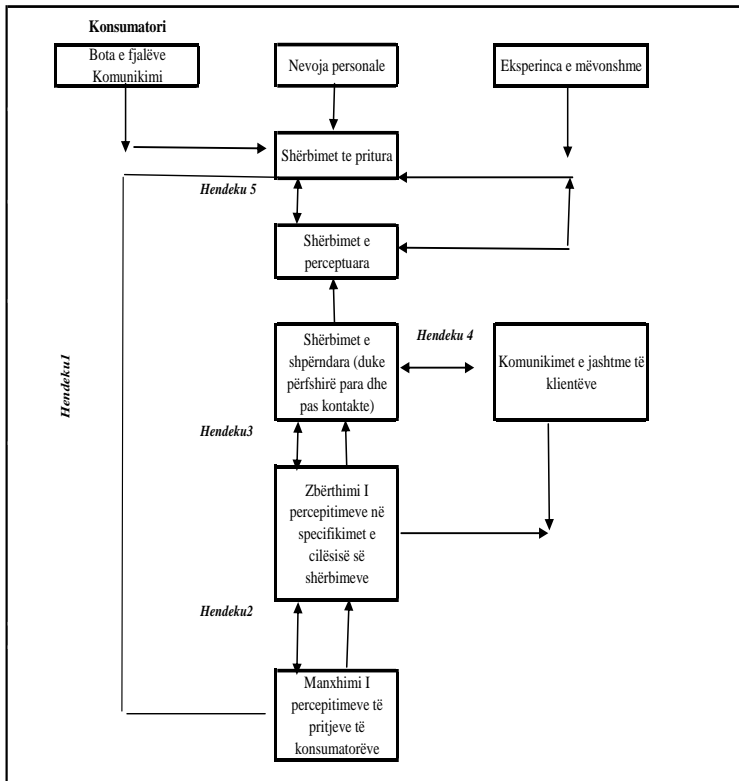 Konsumatori
Bota e fjalëve
Komunikimi
Nevoja personale
Eksperinca e mëvonshme
Shërbimet te pritura
Hendeku 5
Shërbimet e
perceptuara
Shërbimet e
shpërndara (duke
përfshirë para dhe
pas kontakte)
Hendeku 4
Komunikimet e jashtme të
klientëve
Hendeku1
Hendeku3
Zbërthimi I
percepitimeve në
specifikimet e
cilësisë së
shërbimeve
Hendeku2
Manxhimi I
percepitimeve të
pritjeve të
konsumatorëve